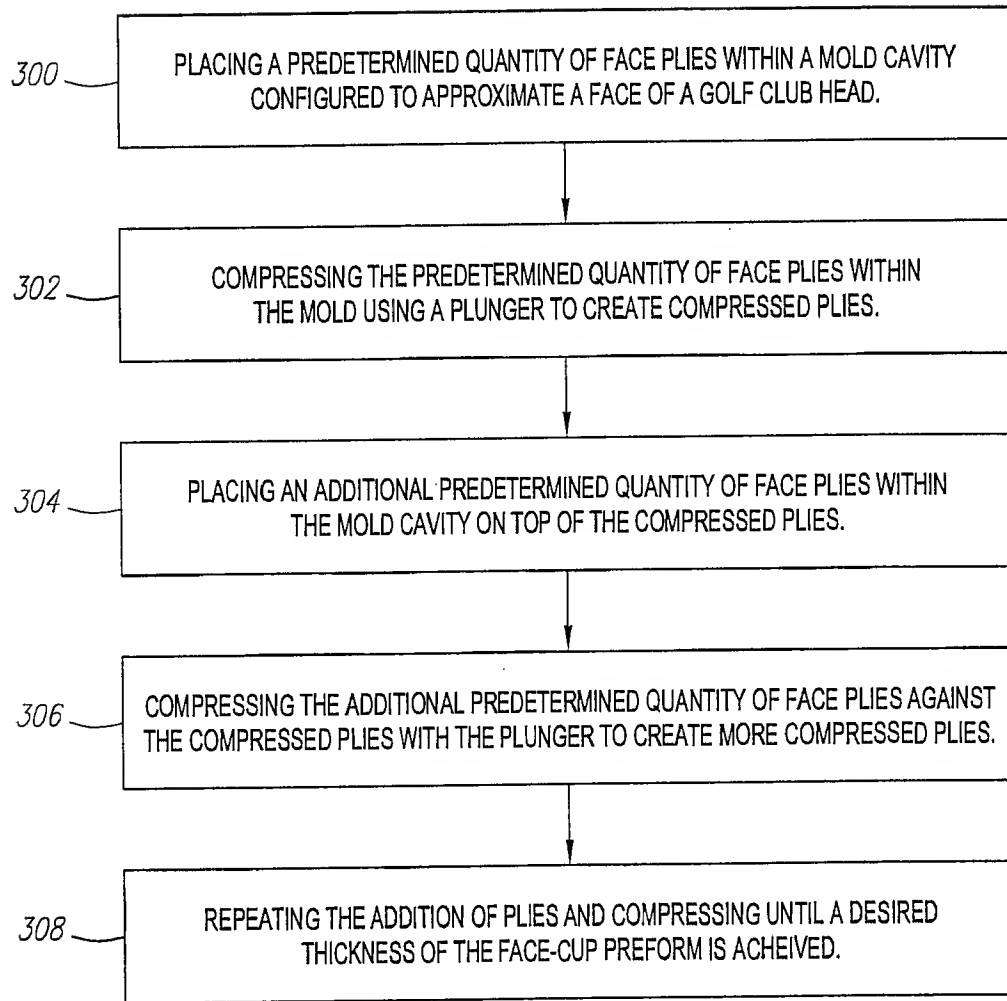 300
PLACING A PREDETERMINED QUANTITY OF FACE PLIES WITHIN A MOLD CAVITY
CONFIGURED TO APPROXIMATE A FACE OF A GOLF CLUB HEAD.
302
COMPRESSING THE PREDETERMINED QUANTITY OF FACE PLIES WITHIN
THE MOLD USING A PLUNGER TO CREATE COMPRESSED PLIES.
304
PLACING AN ADDITIONAL PREDETERMINED QUANTITY OF FACE PLIES WITHIN
THE MOLD CAVITY ON TOP OF THE COMPRESSED PLIES.
306
COMPRESSING THE ADDITIONAL PREDETERMINED QUANTITY OF FACE PLIES AGAINST
THE COMPRESSED PLIES WITH THE PLUNGER TO CREATE MORE COMPRESSED PLIES.
308
REPEATING THE ADDITION OF PLIES AND COMPRESSING UNTIL A DESIRED
THICKNESS OF THE FACE-CUP PREFORM IS ACHEIVED.